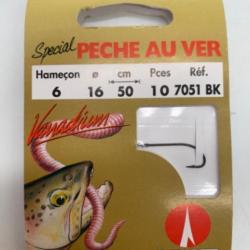 Special PECHE AU VER
Hameçon ø cm Pces Réf.
6 16 50 10 7051 BK
Vanadium